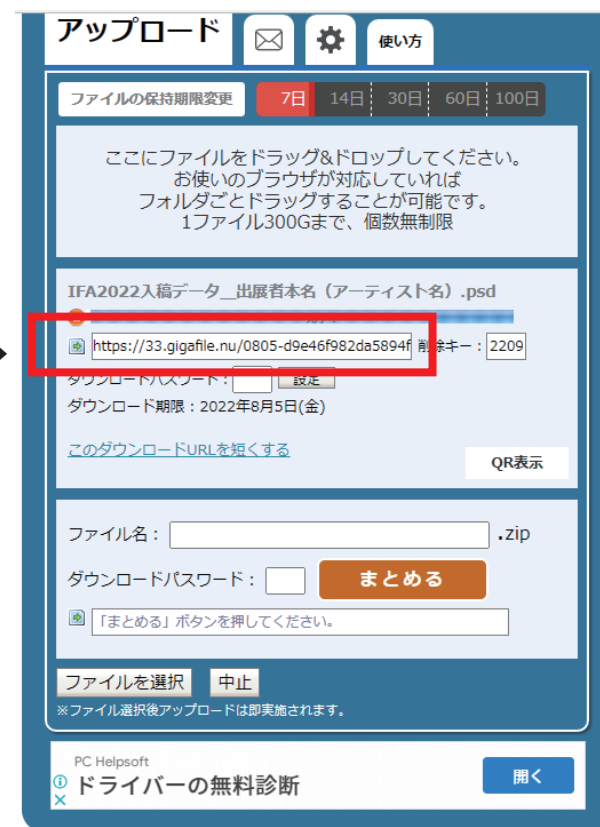 アップロード
使い方
ファイルの保持期限変更
7日 14日 30日 60日 100日
ここにファイルをドラッグ&ドロップしてください。
お使いのブラウザが対応していれば
フォルダごとドラッグすることが可能です。
1ファイル300Gまで、個数無制限
IFA2022入稿データ__出展者本名（アーティスト名）.psd
https://33.gigafile.nu/0805-d9e46f982da5894f 削除キー：2209
ダウンロードパスワード： 設定
ダウンロード期限：2022年8月5日(金)
このダウンロードURLを短くする
QR表示
ファイル名： .zip
ダウンロードパスワード： まとめる
「まとめる」ボタンを押してください。
ファイルを選択 中止
※ファイル選択後アップロードは即実施されます。
PC Helpsoft
ドライバーの無料診断
開く